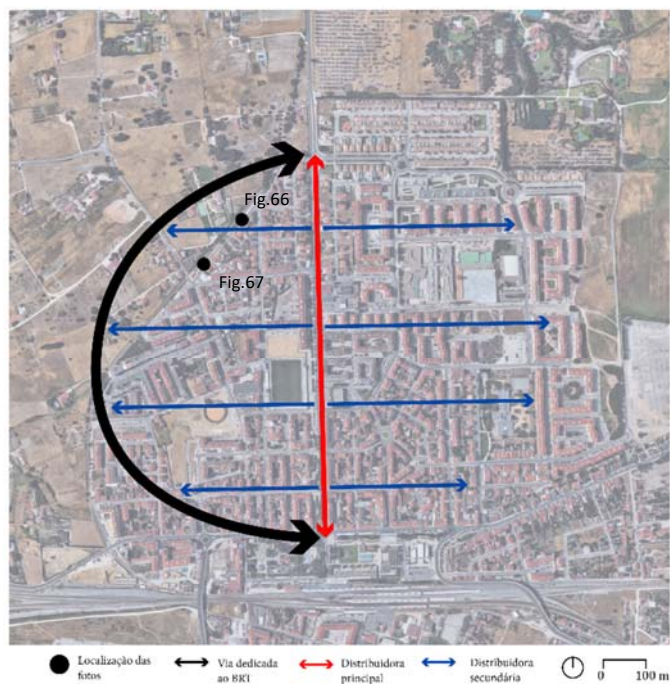 Fig.66
Fig.67
Localização das
fotos
Via dedicada
ao BRT
Distribuidora
principal
Distribuidora
secundária
0 100 m